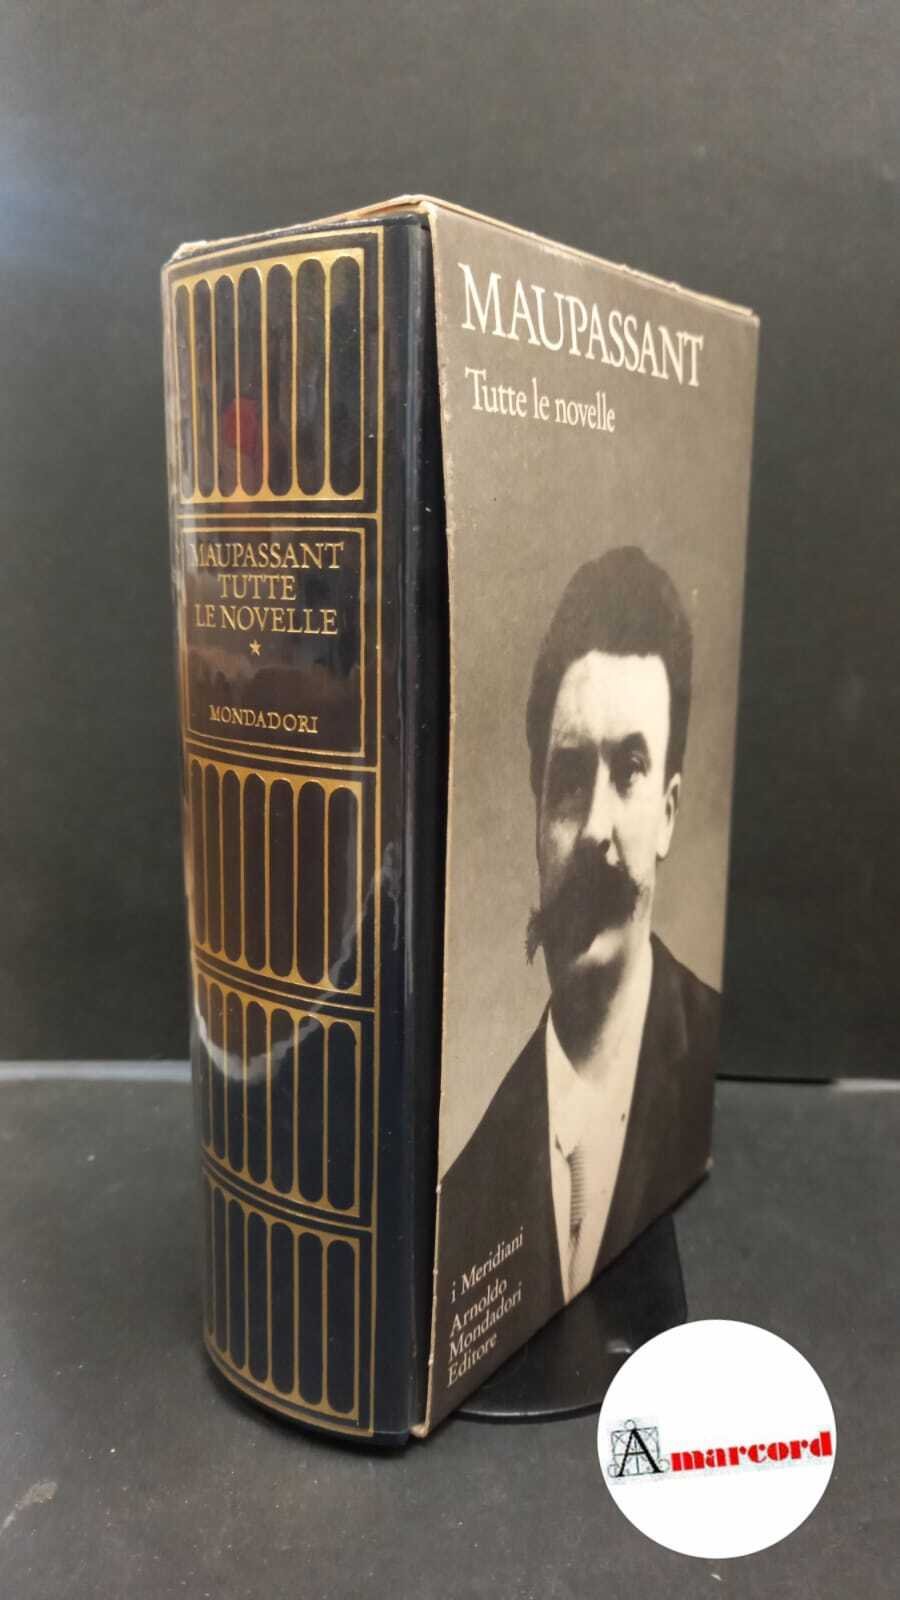 MAUPASSANT
TUTTE
LE NOVELLE
MONDADORI
MAUPASSANT
Tutte le novelle
i Meridiani
Arnoldo
Mondadori
Editore
Amarcord